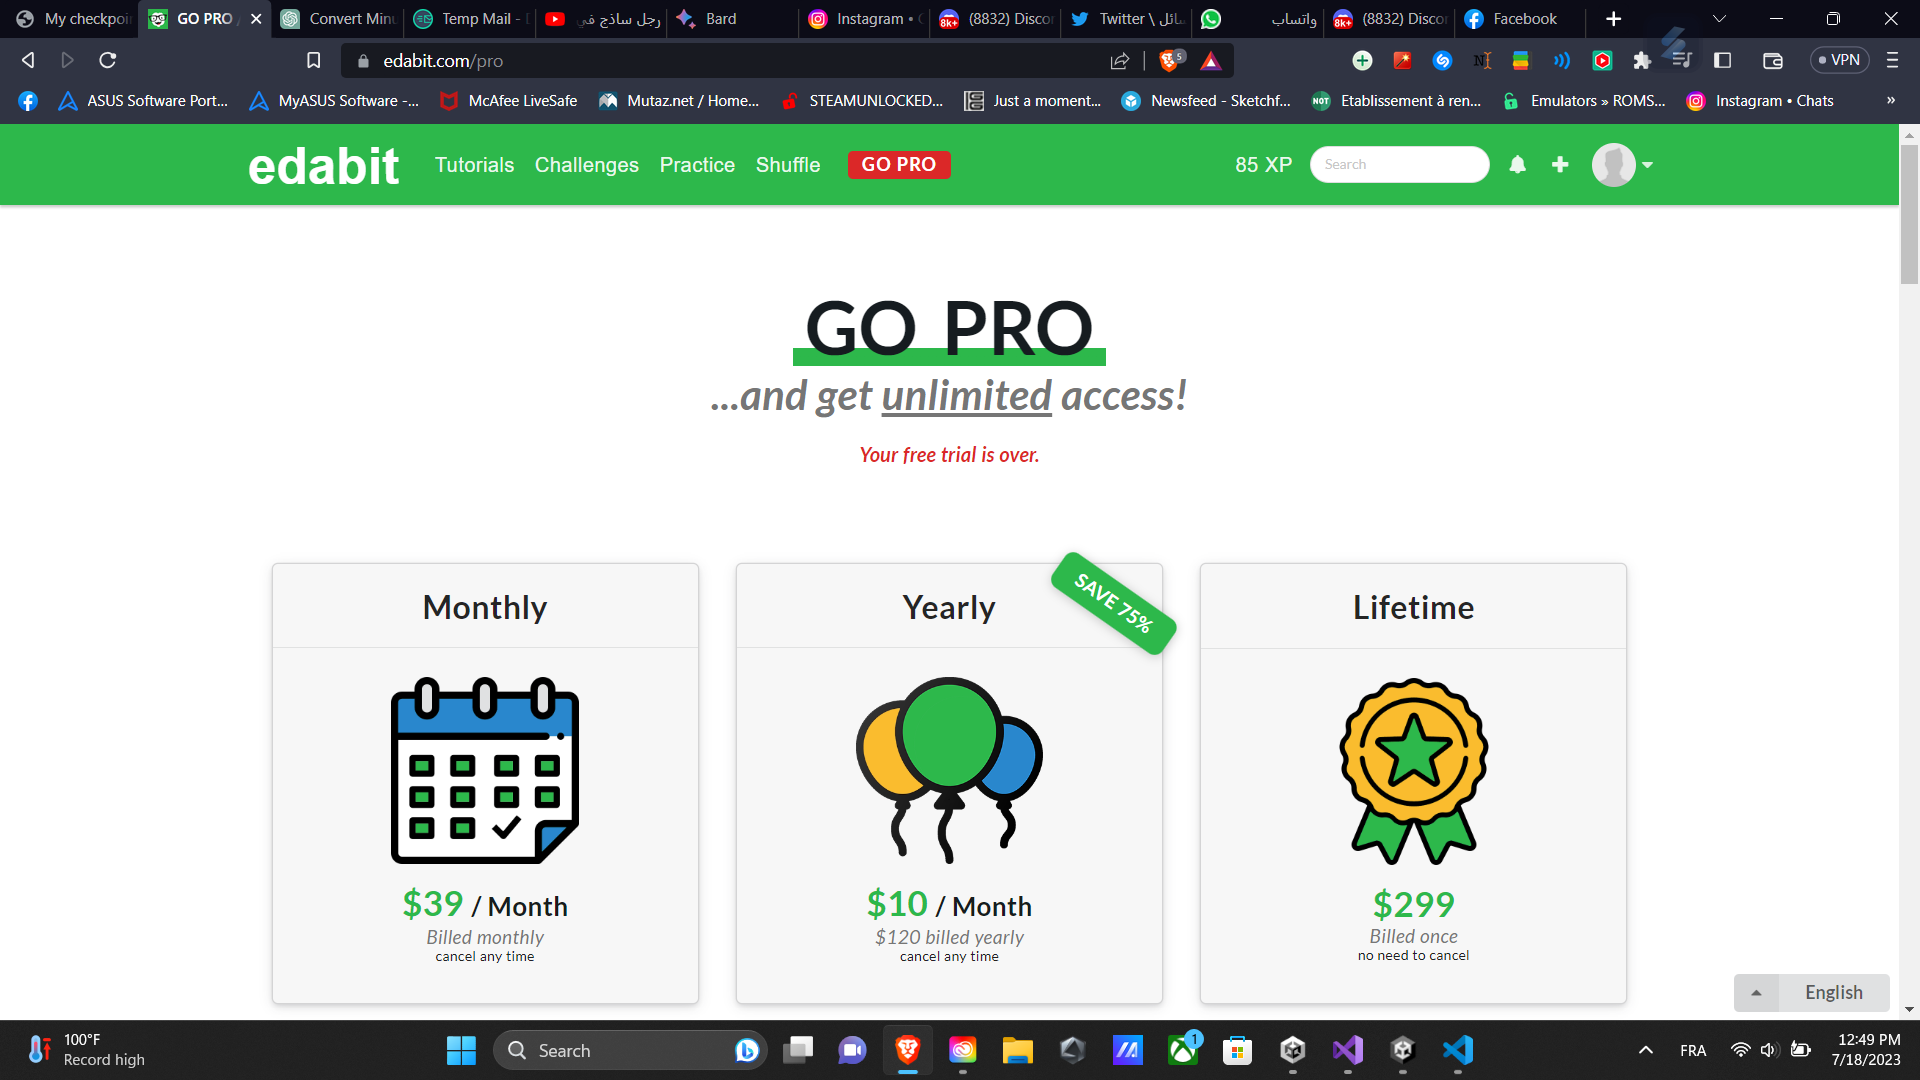 My checkpoi
GO PRO
Convert Minu
Temp Mail -
رجل ساذج في
Bard
Instagram •
(8832) Disco
Twitter \ ائل
واتساب
(8832) Discor
Facebook
edabit.com/pro
5
VPN
ASUS Software Port...
MyASUS Software -...
McAfee LiveSafe
Mutaz.net / Home...
STEAMUNLOCKED...
Just a moment...
Newsfeed - Sketchf...
Etablissement à ren...
Emulators » ROMS...
Instagram • Chats
»
edabit
Tutorials
Challenges
Practice
Shuffle
GO PRO
85 XP
Search
GO PRO
...and get unlimited access!
Your free trial is over.
Monthly
$39 / Month
Billed monthly
cancel any time
Yearly
SAVE 75%
$10 / Month
$120 billed yearly
cancel any time
Lifetime
$299
Billed once
no need to cancel
English
100°F
Record high
Search
1
FRA
12:49 PM
7/18/2023